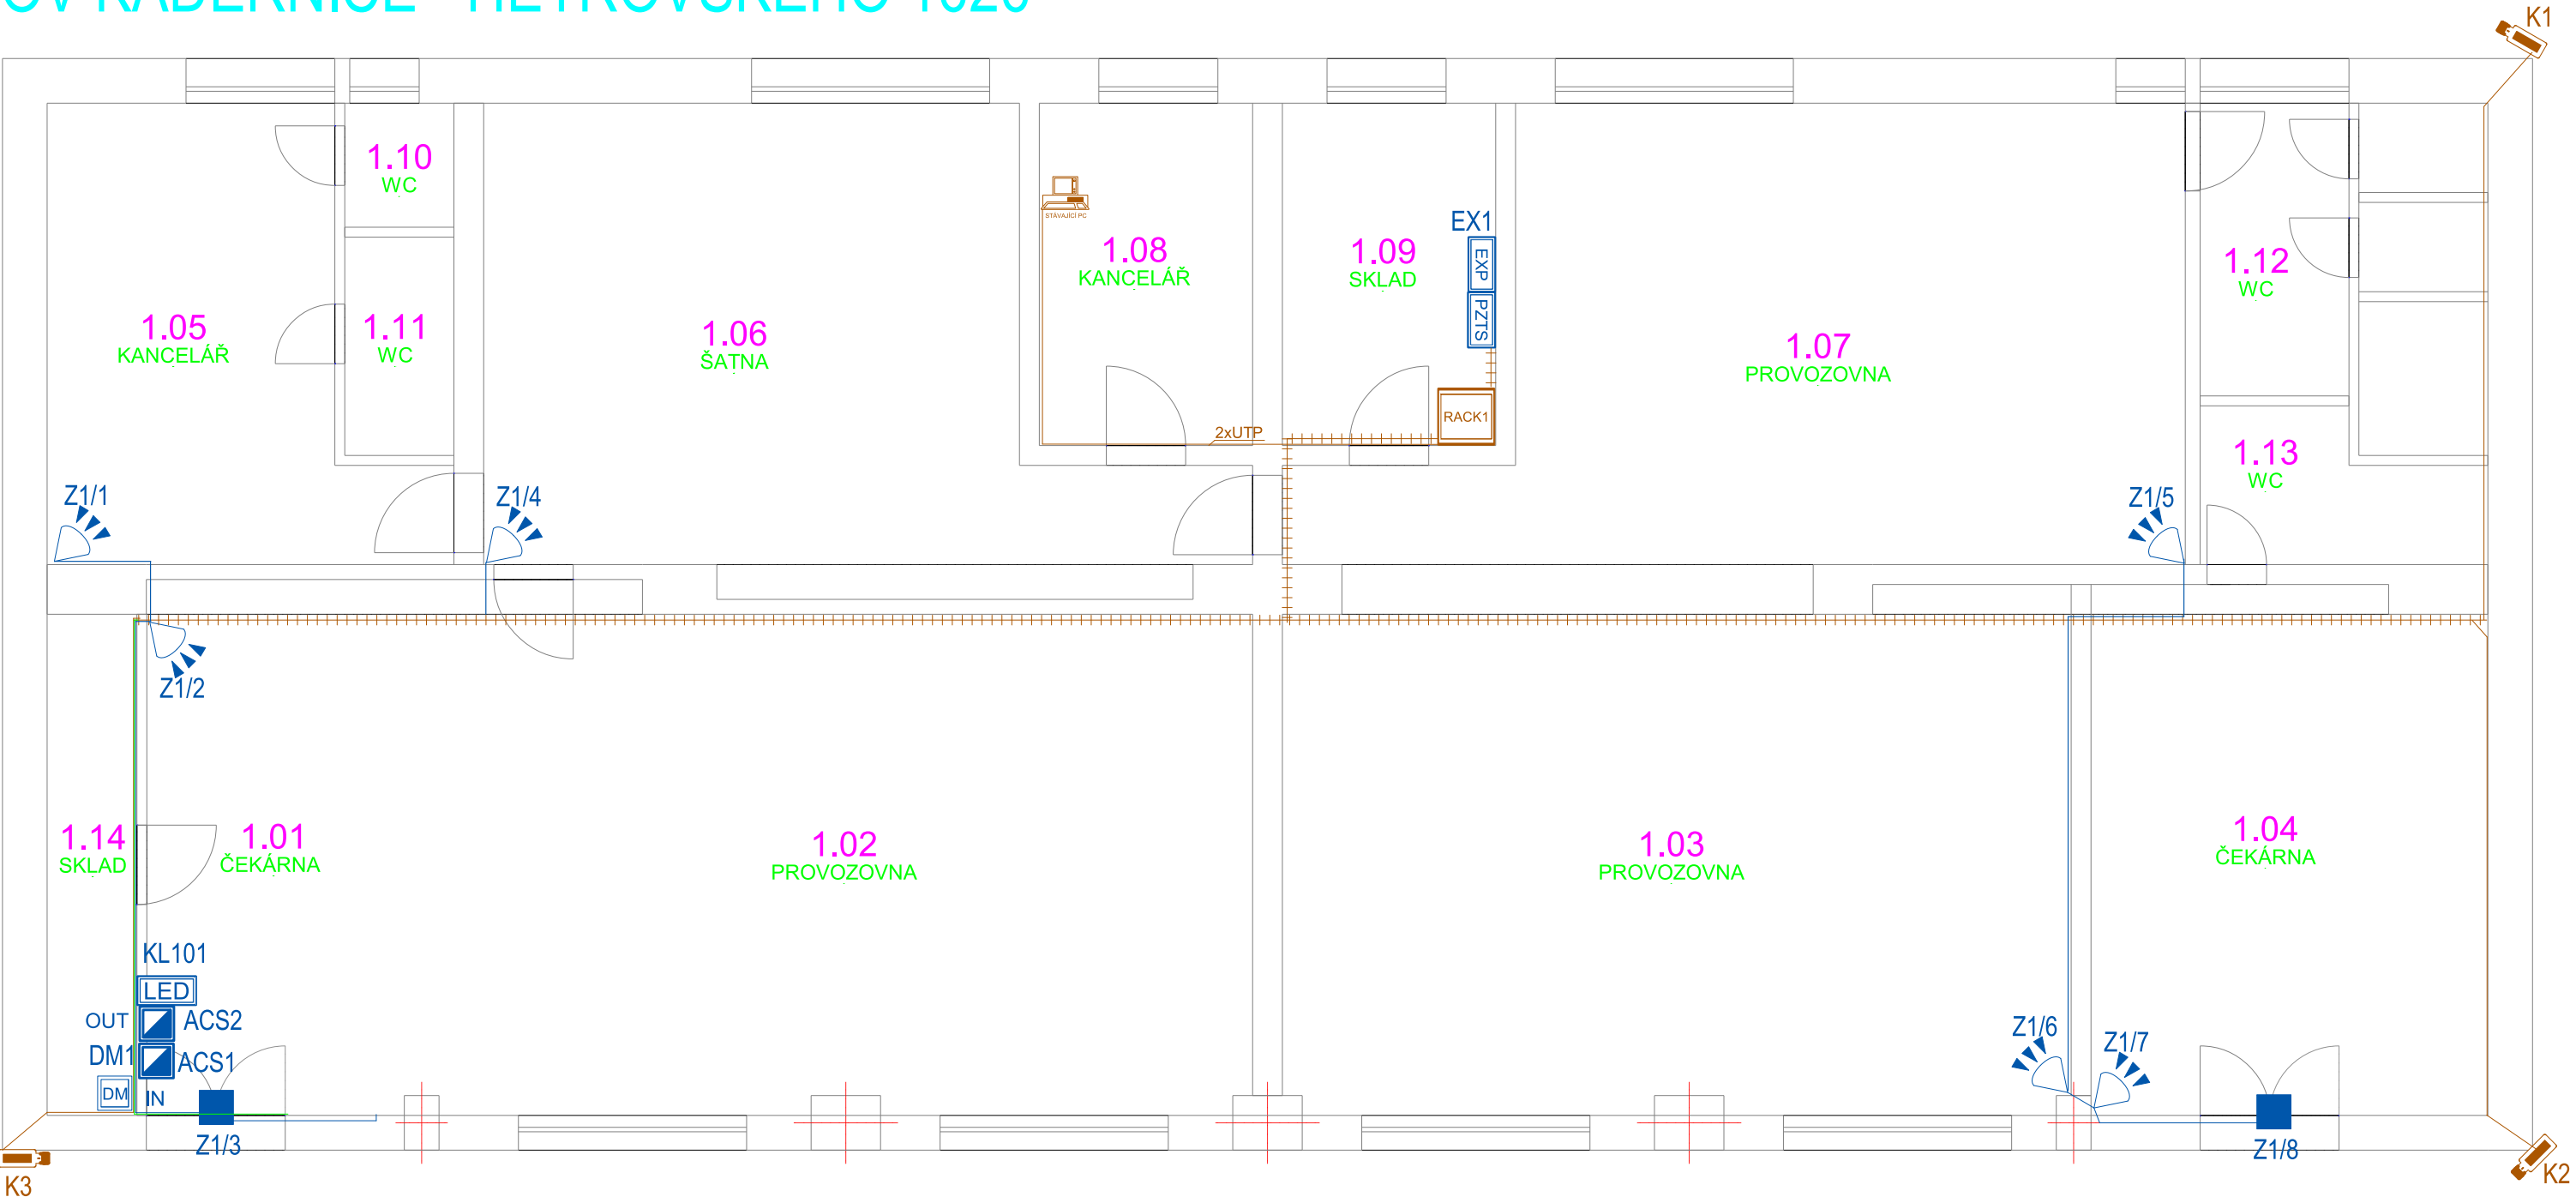 K1
1.10
WC
STÁVAJÍCÍ PC
EX1
EXP
PZTS
1.08
KANCELÁŘ
1.09
SKLAD
1.12
WC
1.05
KANCELÁŘ
1.11
WC
1.06
ŠATNA
1.07
PROVOZOVNA
RACK1
2xUTP
1.13
WC
Z1/1
Z1/4
Z1/5
Z1/2
1.14
SKLAD
1.01
ČEKÁRNA
1.02
PROVOZOVNA
1.03
PROVOZOVNA
1.04
ČEKÁRNA
KL101
LED
OUT
ACS2
DM1
ACS1
DM
IN
Z1/3
Z1/6
Z1/7
Z1/8
K3
K2